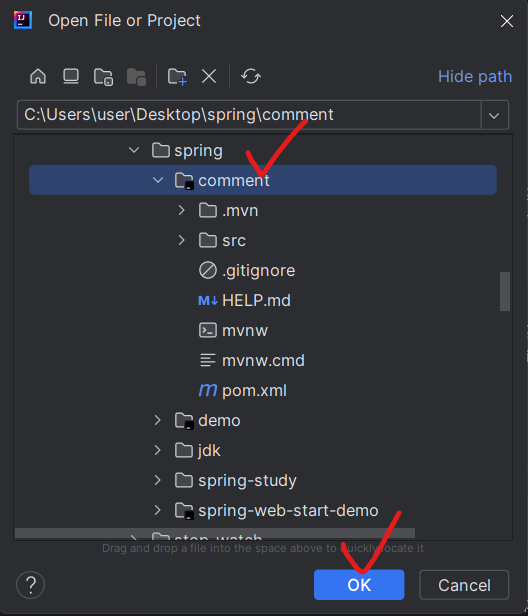 IJ
Open File or Project
Hide path
C:\Users\user\Desktop\spring\comment
spring
comment
.mvn
src
.gitignore
M↓ HELP.md
mvnw
mvnw.cmd
m pom.xml
demo
jdk
spring-study
spring-web-start-demo
stop-watch
Drag and drop a file into the space above to quickly locate it
?
OK
Cancel